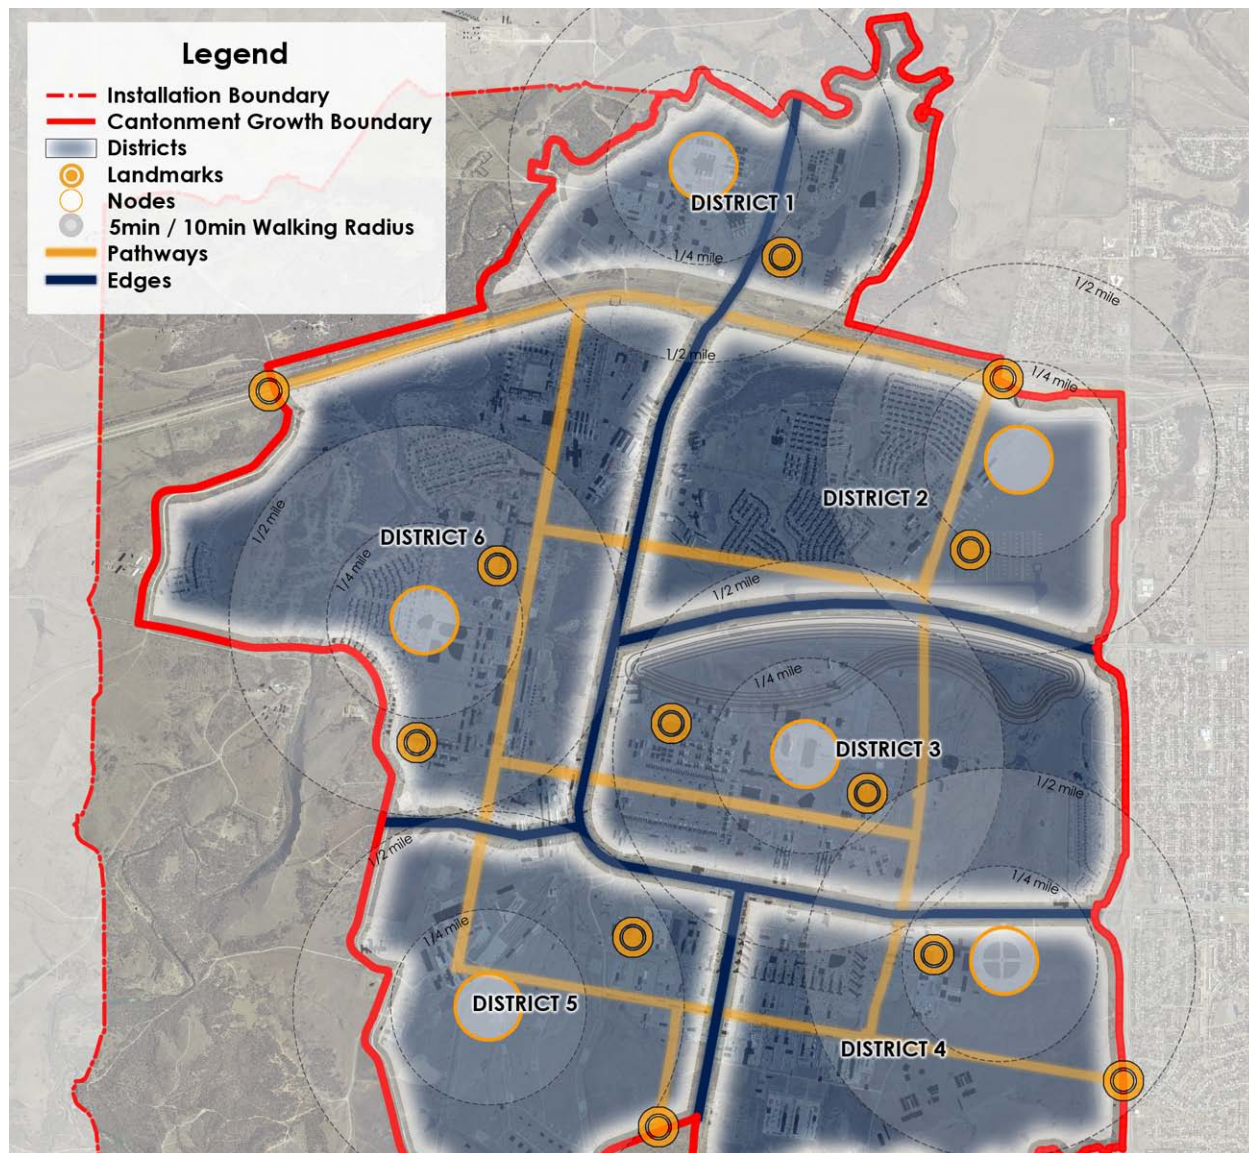 Legend
Installation Boundary
Cantonment Growth Boundary
Districts
Landmarks
Nodes
5min / 10min Walking Radius
Pathways
Edges
DISTRICT 1
1/4 mile
1/2 mile
1/2 mile
1/4 mile
DISTRICT 2
1/2 mile
DISTRICT 6
1/4 mile
1/2 mile
1/4 mile
DISTRICT 3
1/2 mile
1/2 mile
1/4 mile
1/4 mile
DISTRICT 5
DISTRICT 4